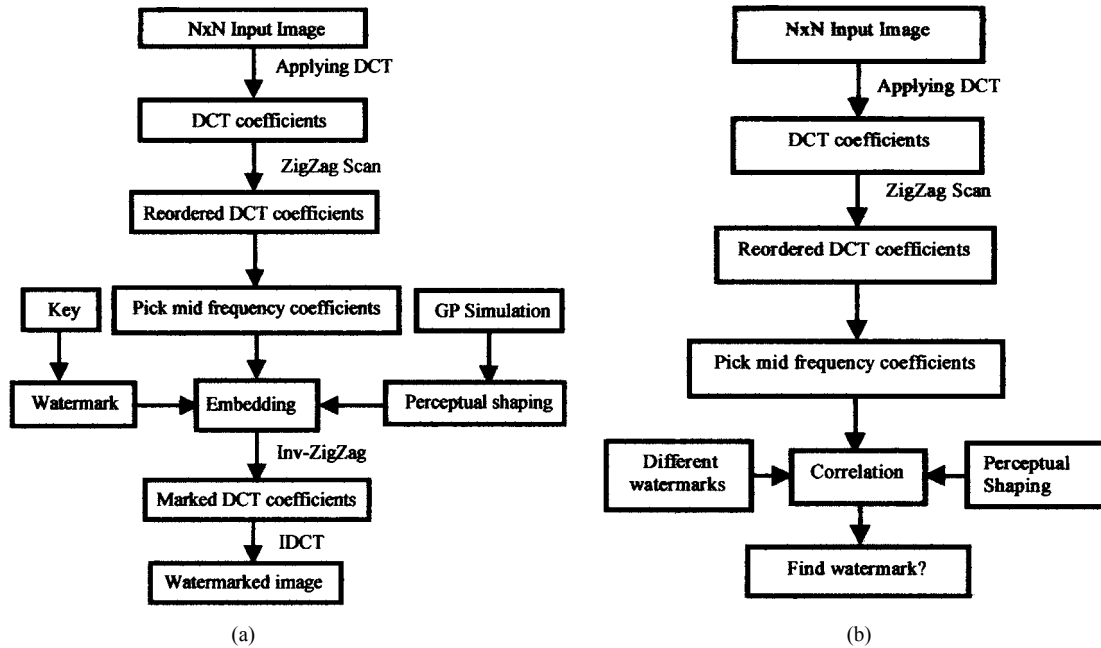 NxN Input Image
Applying DCT
DCT coefficients
ZigZag Scan
Reordered DCT coefficients
Key
Pick mid frequency coefficients
GP Simulation
Watermark
Embedding
Perceptual shaping
Inv-ZigZag
Marked DCT coefficients
IDCT
Watermarked image
(a)
NxN Input Image
Applying DCT
DCT coefficients
ZigZag Scan
Reordered DCT coefficients
Pick mid frequency coefficients
Different
watermarks
Correlation
Perceptual
Shaping
Find watermark?
(b)